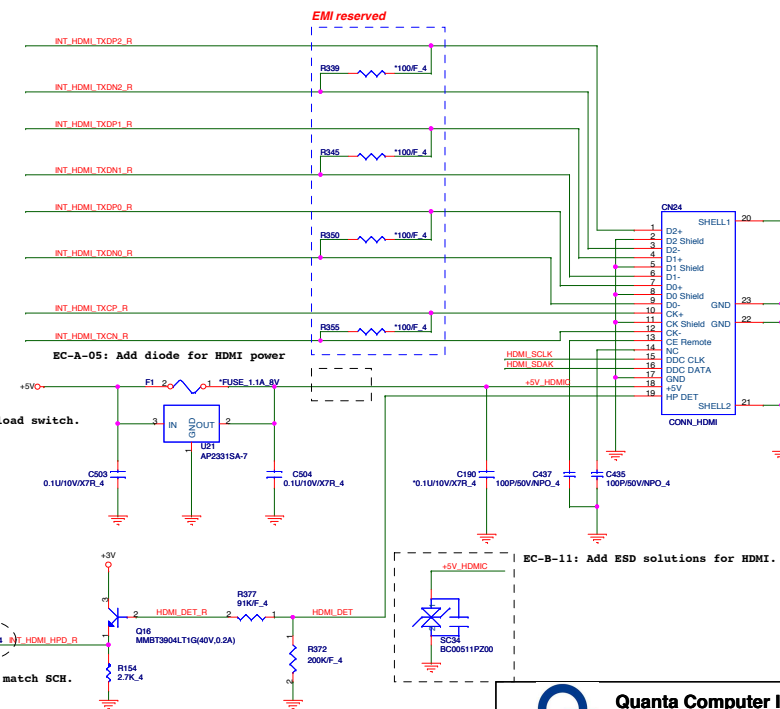 EMI reserved
INT_HDMI_TXDP2_R
R339 *100/F_4
INT_HDMI_TXDN2_R
INT_HDMI_TXDP1_R
R345 *100/F_4
INT_HDMI_TXDN1_R
INT_HDMI_TXDP0_R
R350 *100/F_4
INT_HDMI_TXDN0_R
INT_HDMI_TXCP_R
R355 *100/F_4
INT_HDMI_TXCN_R
CN24
SHELL1 20
1 D2+
2 D2 Shield
3 D2-
4 D1+
5 D1 Shield
6 D1-
7 D0+
8 D0 Shield
9 D0- GND 23
10 CK+
11 CK Shield GND 22
12 CK-
13 CE Remote
14 NC
HDMI_SCLK 15 DDC CLK
HDMI_SDAK 16 DDC DATA
17 GND
+5V_HDMIC 18 +5V
19 HP DET
SHELL2 21
CONN_HDMI
EC-A-05: Add diode for HDMI power
+5V F1 2 1 *FUSE_1.1A_8V
load switch.
3 IN GND OUT 2
1 U21
AP2331SA-7
C503
0.1U/10V/X7R_4
C504
0.1U/10V/X7R_4
C190
*0.1U/10V/X7R_4
C437
100P/50V/NPO_4
C435
100P/50V/NPO_4
EC-B-11: Add ESD solutions for HDMI.
+3V
3
2 HDMI_DET_R 2 R377 1 HDMI_DET
91K/F_4
Q16
MMBT3904LT1G(40V,0.2A)
1
INT_HDMI_HPD_R
1
R372
200K/F_4
2
R154
2.7K_4
match SCH.
+5V_HDMIC
SC34
BC00511PZ00
Quanta Computer I